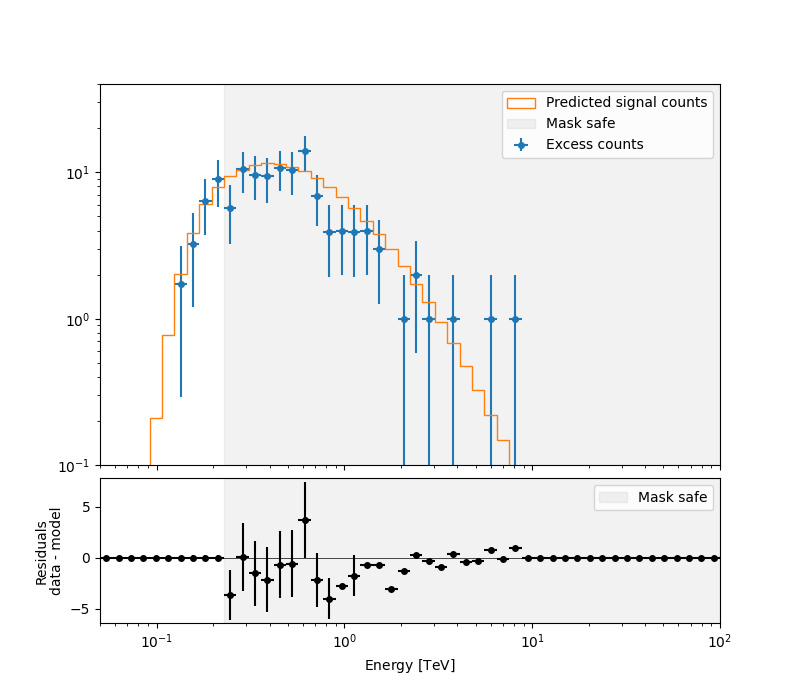 Predicted signal counts
Mask safe
Excess counts
10¹
10⁰
10⁻¹
Mask safe
5
0
−5
Residuals
data - model
10⁻¹
10⁰
10¹
10²
Energy [TeV]